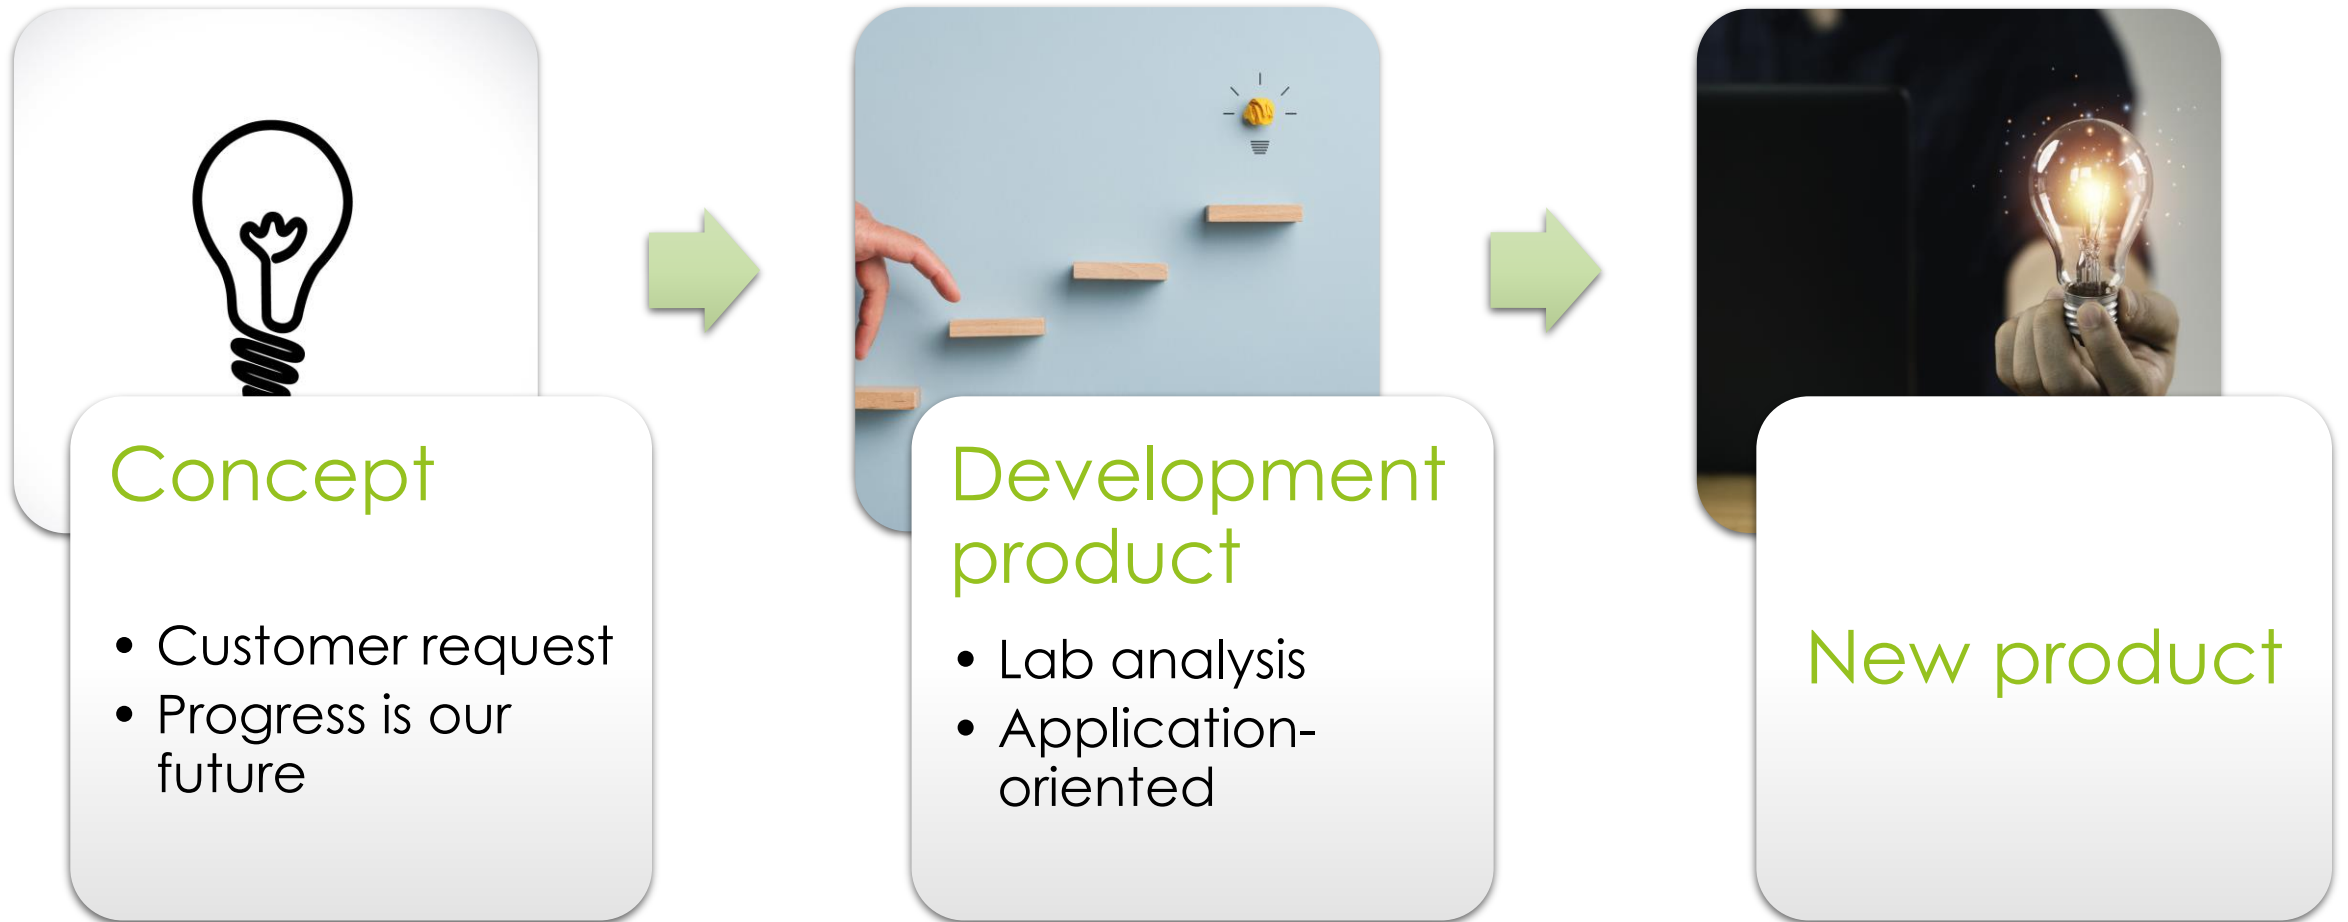 Concept
• Customer request
• Progress is our
future
Development
product
• Lab analysis
• Application-
oriented
New product